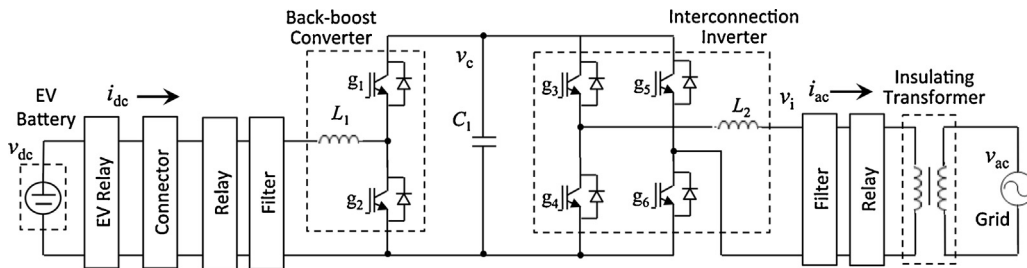 Back-boost
Converter
Interconnection
Inverter
EV
Battery
i_dc
v_dc
EV Relay
Connector
Relay
Filter
L_1
g_1
g_2
v_c
C_1
g_3
g_4
g_5
g_6
L_2
v_i
i_ac
Filter
Relay
Insulating
Transformer
v_ac
Grid